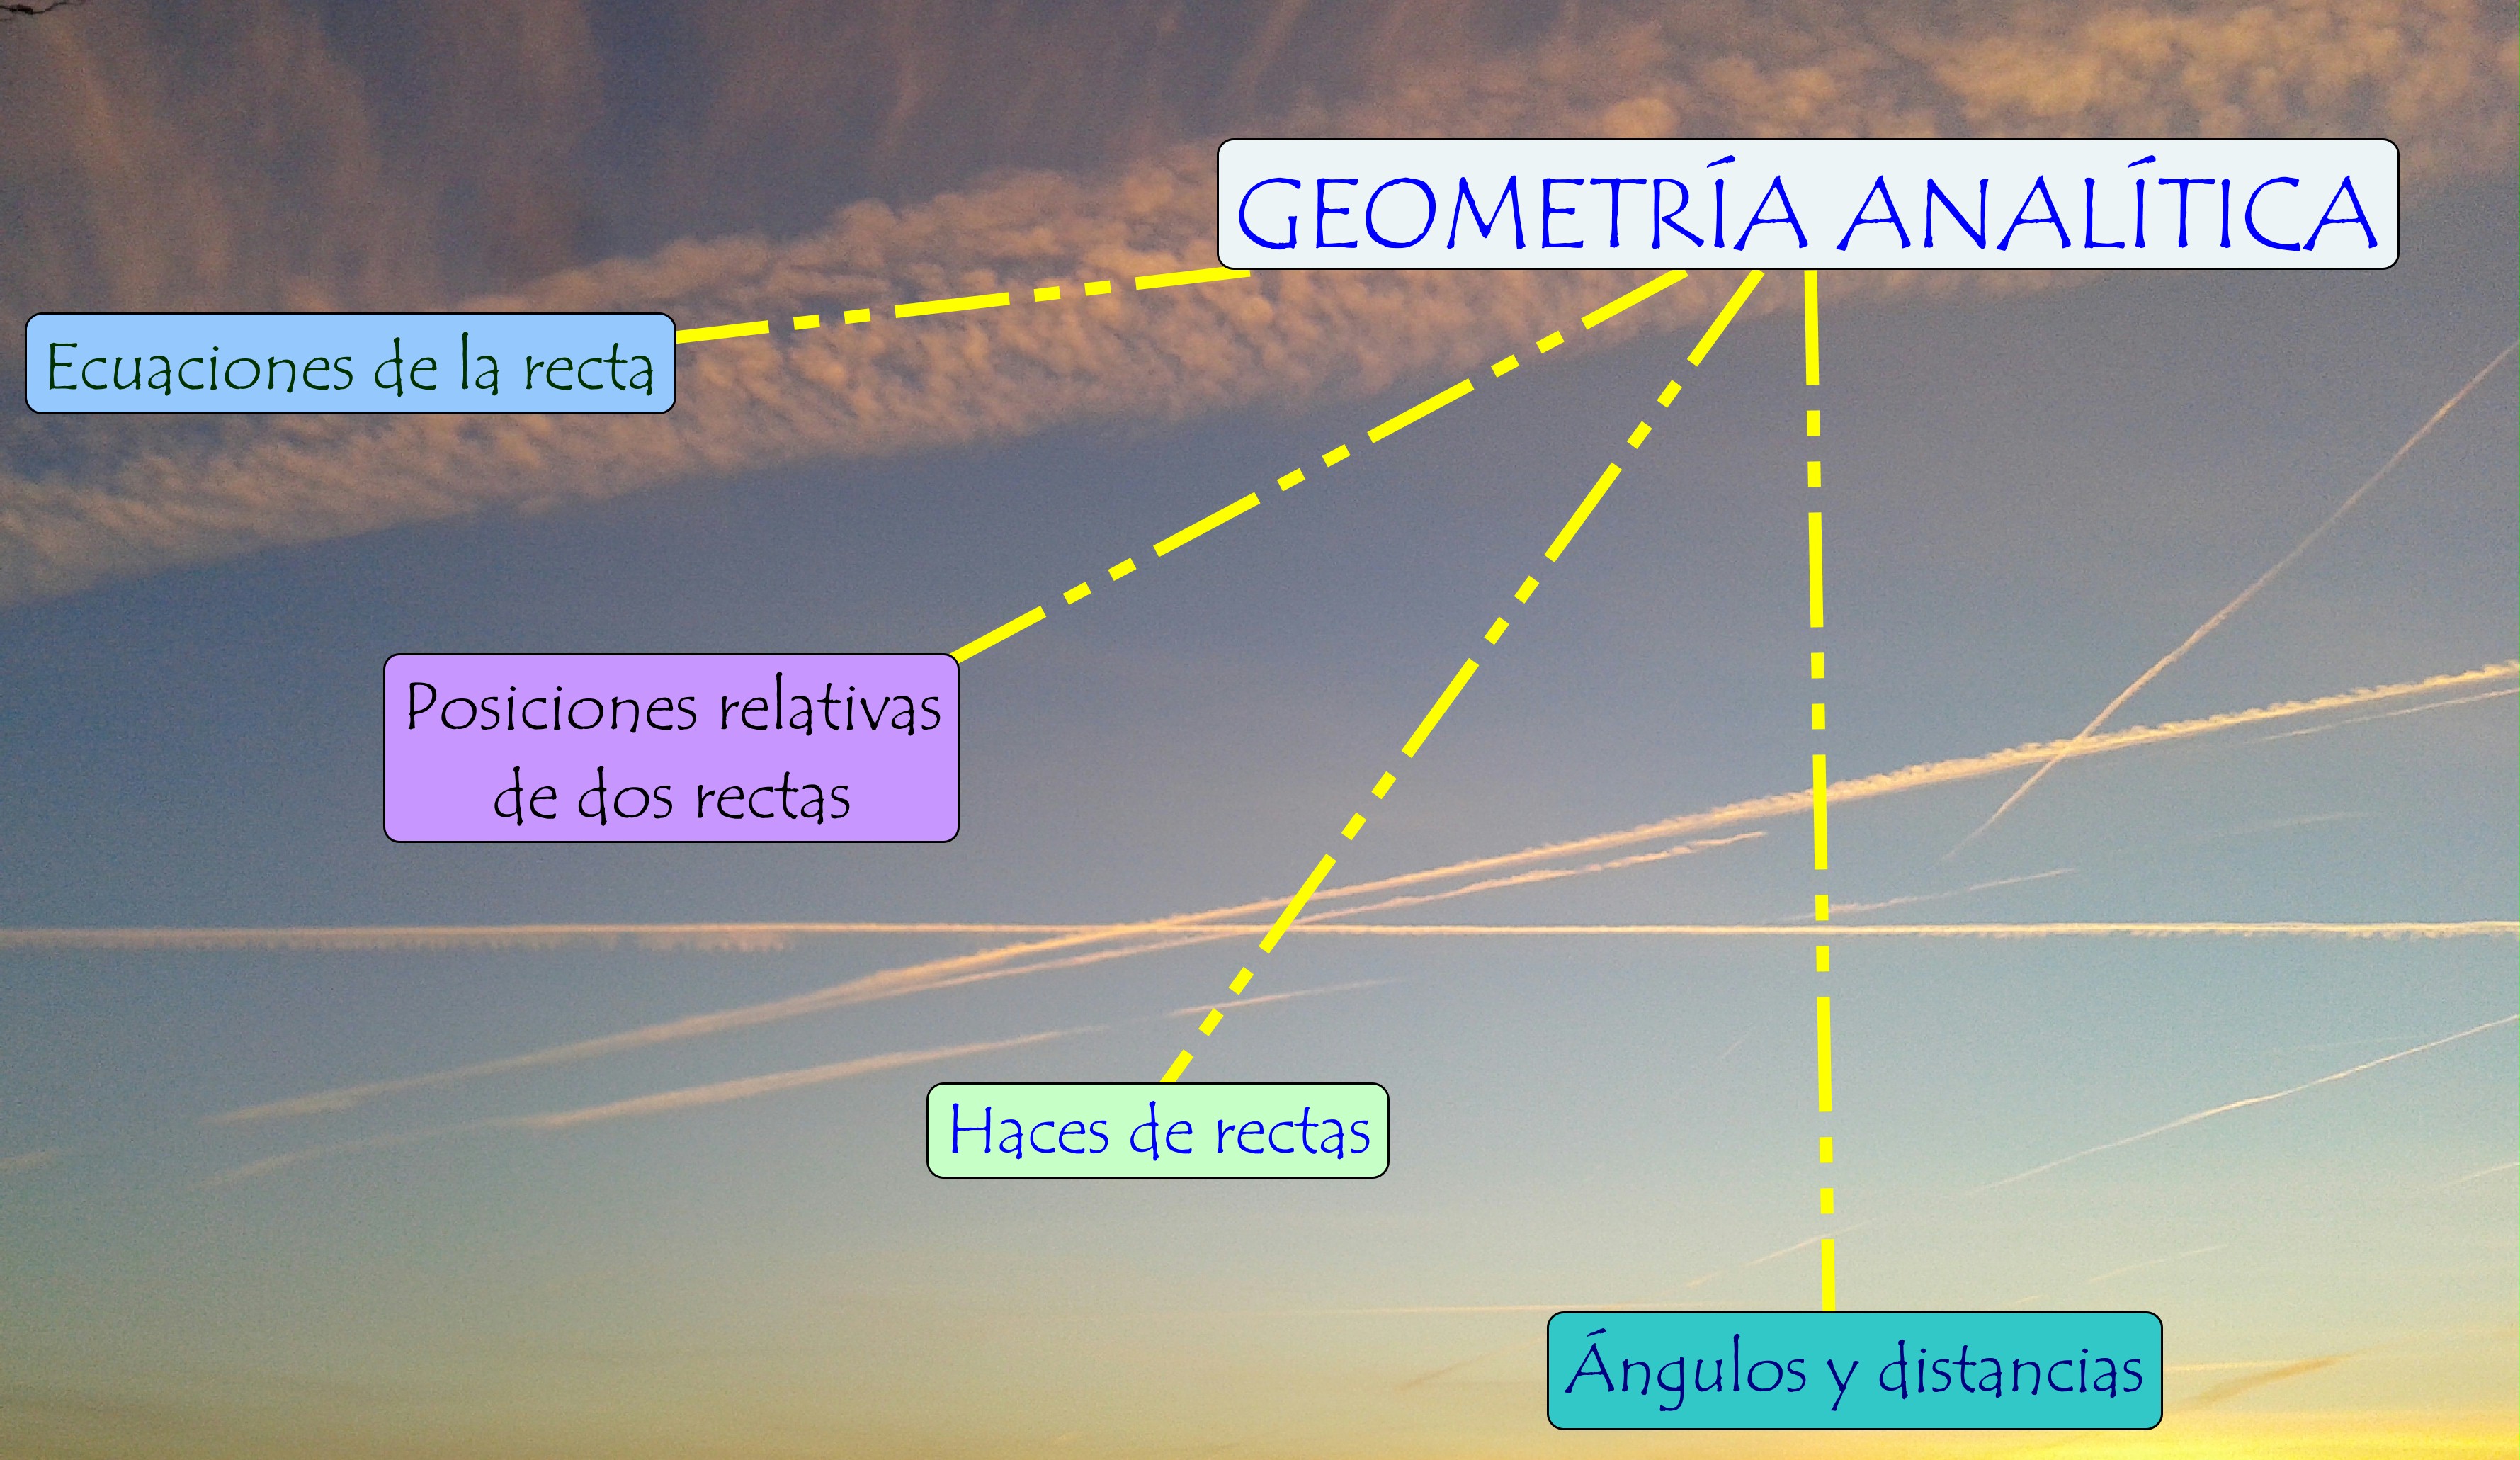 GEOMETRÍA ANALÍTICA
Ecuaciones de la recta
Posiciones relativas
de dos rectas
Haces de rectas
Ángulos y distancias